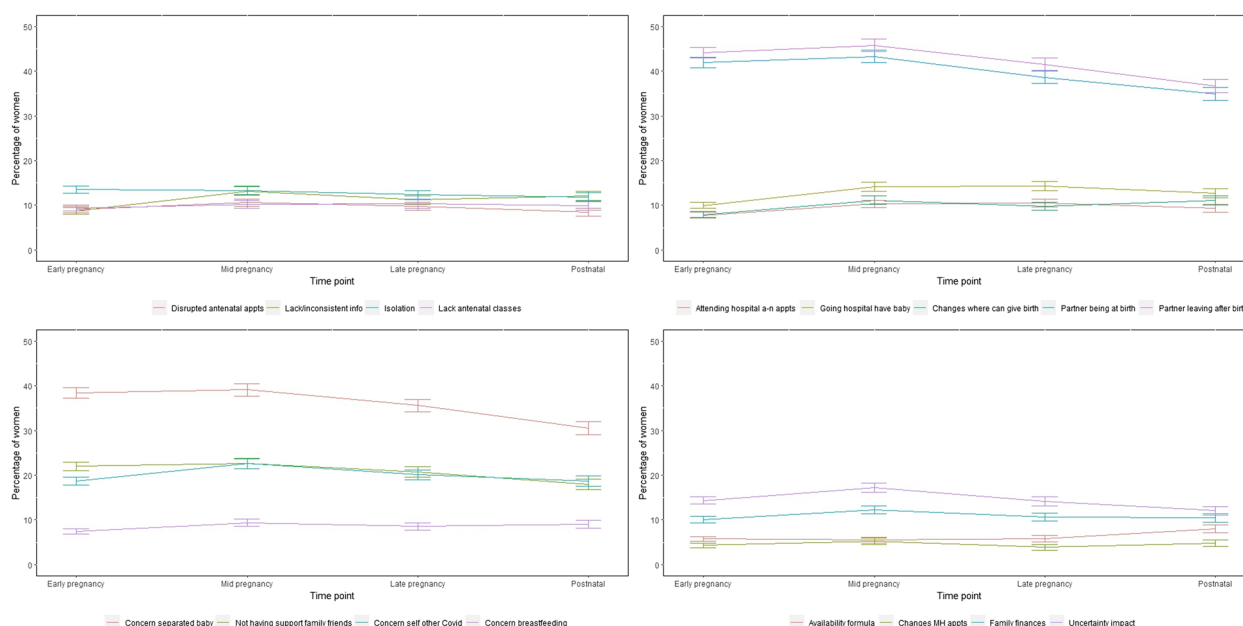 50
40
30
20
10
0
Percentage of women
Early pregnancy Mid pregnancy Late pregnancy Postnatal
Time point
Disrupted antenatal appts Lack/inconsistent info Isolation Lack antenatal classes
50
40
30
20
10
0
Percentage of women
Early pregnancy Mid pregnancy Late pregnancy Postnatal
Time point
Attending hospital a-n appts Going hospital have baby Changes where can give birth Partner being at birth Partner leaving after birt
50
40
30
20
10
0
Percentage of women
Early pregnancy Mid pregnancy Late pregnancy Postnatal
Time point
Concern separated baby Not having support family friends Concern self other Covid Concern breastfeeding
50
40
30
20
10
0
Percentage of women
Early pregnancy Mid pregnancy Late pregnancy Postnatal
Time point
Availability formula Changes MH appts Family finances Uncertainty impact